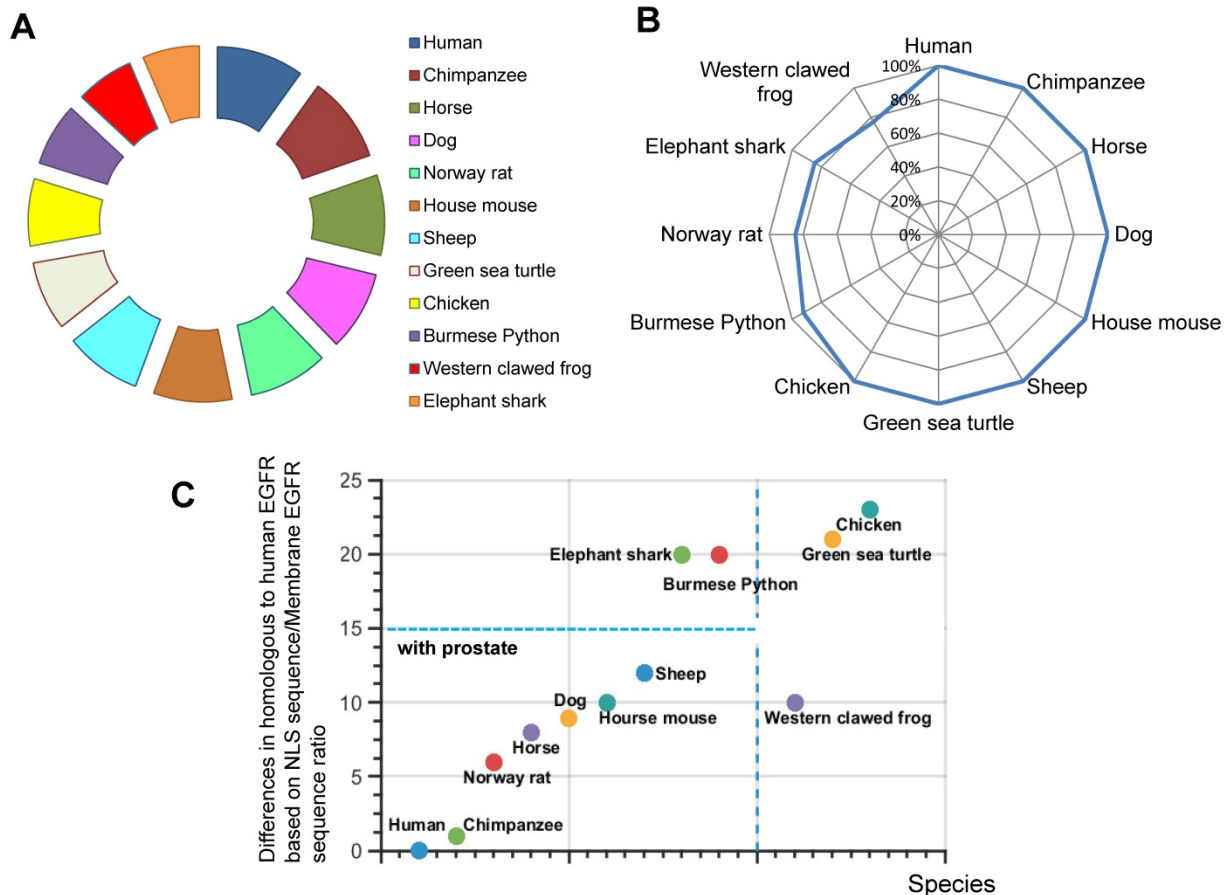 A
Human
Chimpanzee
Horse
Dog
Norway rat
House mouse
Sheep
Green sea turtle
Chicken
Burmese Python
Western clawed frog
Elephant shark
B
Human
Chimpanzee
Horse
Dog
House mouse
Sheep
Green sea turtle
Chicken
Burmese Python
Norway rat
Elephant shark
Western clawed
frog
100%
80%
60%
40%
20%
0%
C
Differences in homologous to human EGFR
based on NLS sequence/Membrane EGFR
sequence ratio
25
20
15
10
5
0
Chicken
Green sea turtle
Elephant shark
Burmese Python
with prostate
Sheep
Dog
Hourse mouse
Western clawed frog
Horse
Norway rat
Human
Chimpanzee
Species